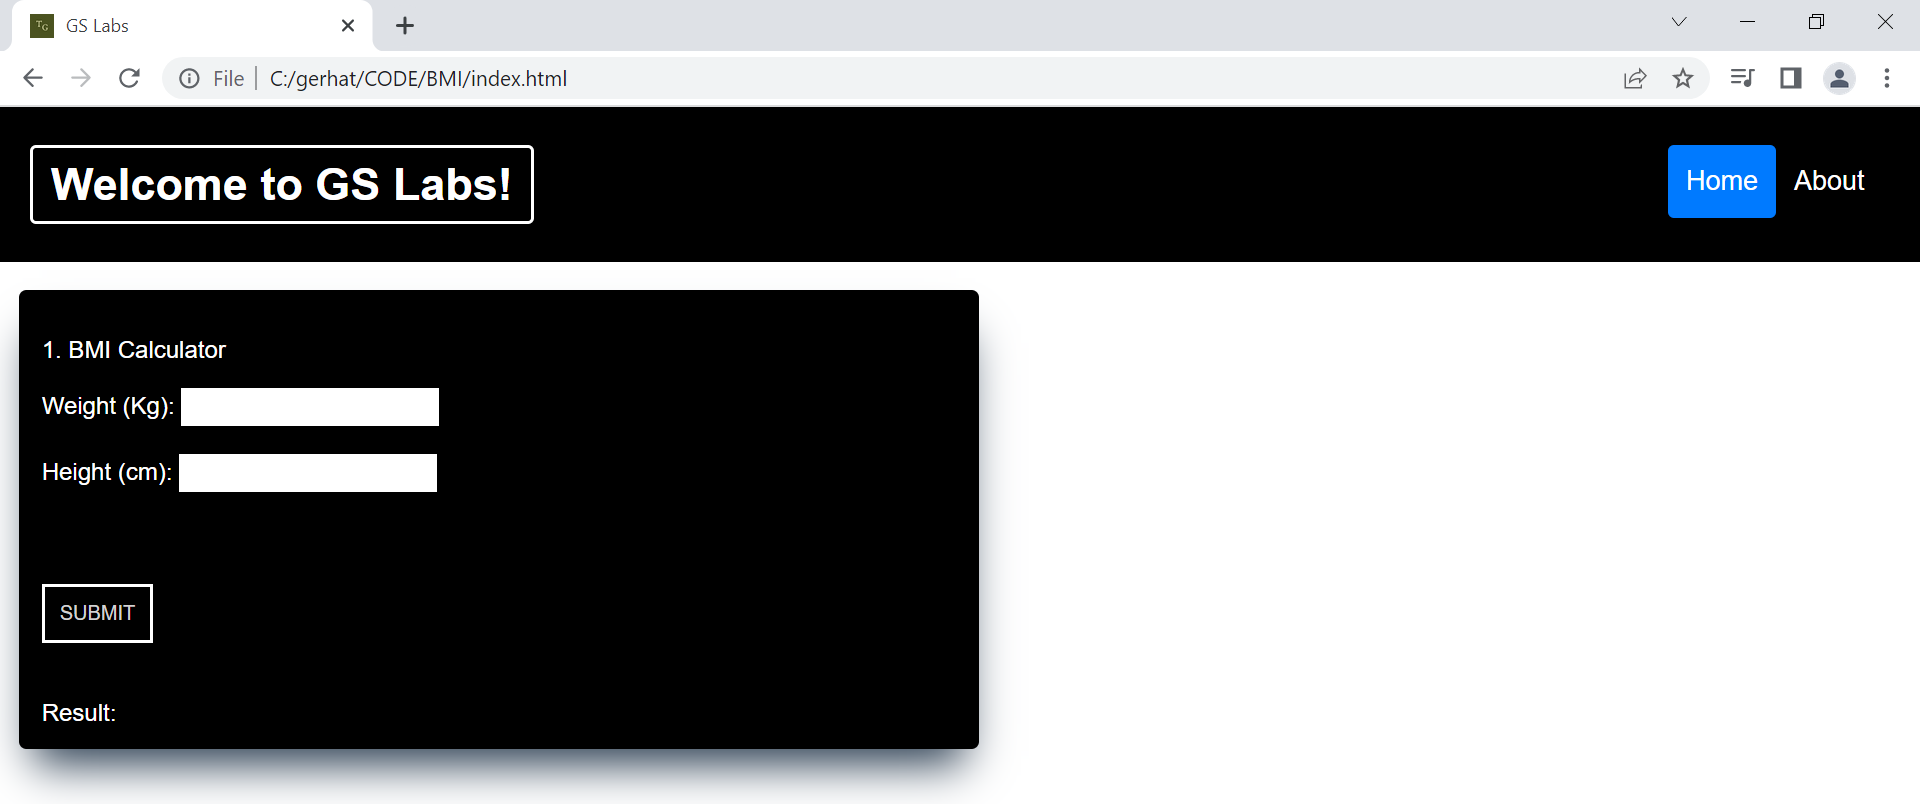 TG GS Labs
File C:/gerhat/CODE/BMI/index.html
Welcome to GS Labs!
Home About
1. BMI Calculator
Weight (Kg):
Height (cm):
SUBMIT
Result: